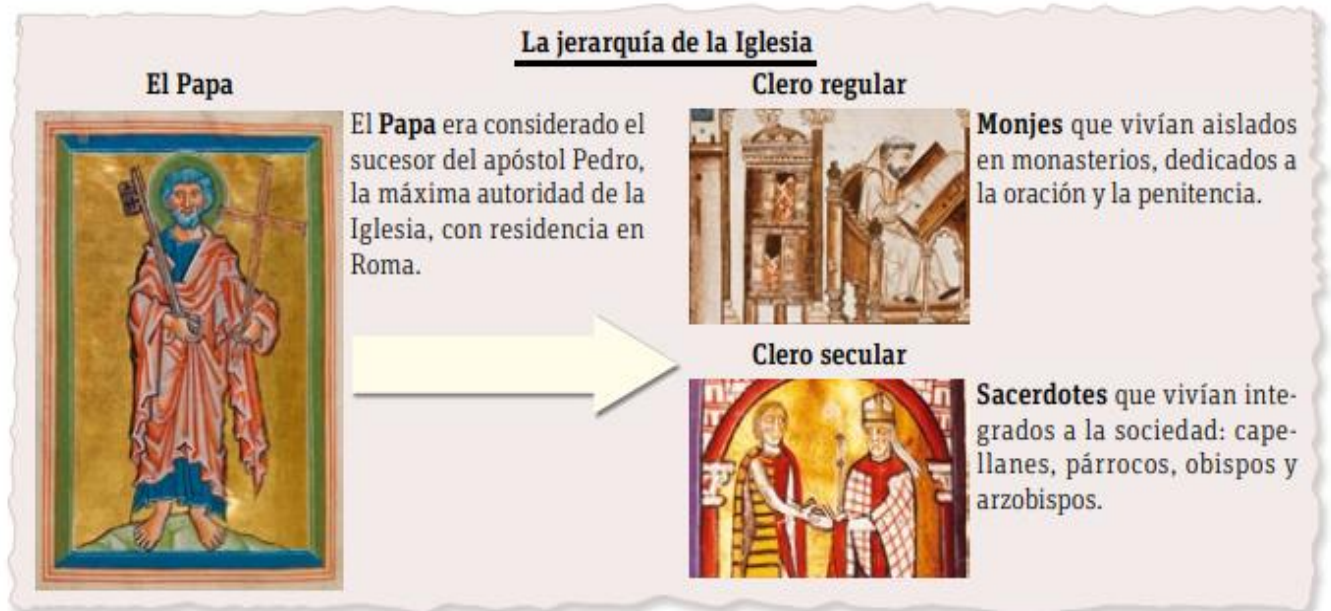 La jerarquía de la Iglesia
El Papa
El Papa era considerado el
sucesor del apóstol Pedro,
la máxima autoridad de la
Iglesia, con residencia en
Roma.
Clero regular
Monjes que vivían aislados
en monasterios, dedicados a
la oración y la penitencia.
Clero secular
Sacerdotes que vivían inte-
grados a la sociedad: cape-
llanes, párrocos, obispos y
arzobispos.